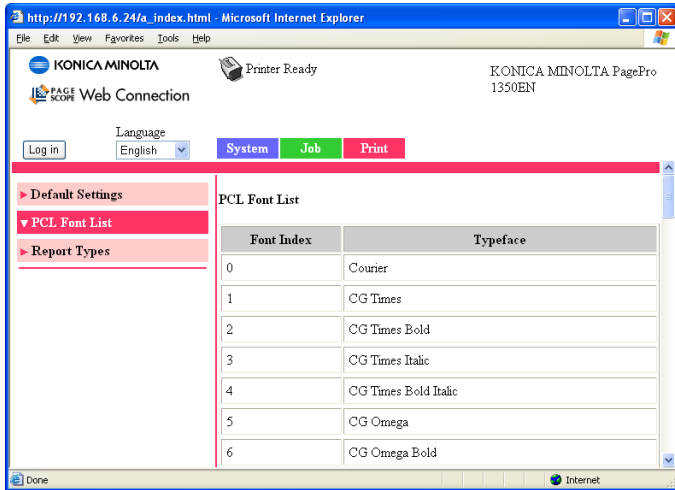 http://192.168.6.24/a_index.html - Microsoft Internet Explorer
File Edit View Favorites Tools Help
KONICA MINOLTA
Printer Ready
KONICA MINOLTA PagePro
1350EN
PAGE SCOPE Web Connection
Language
Log in
English
System
Job
Print
Default Settings
PCL Font List
Report Types
PCL Font List
Font Index Typeface
0 Courier
1 CG Times
2 CG Times Bold
3 CG Times Italic
4 CG Times Bold Italic
5 CG Omega
6 CG Omega Bold
Done
Internet